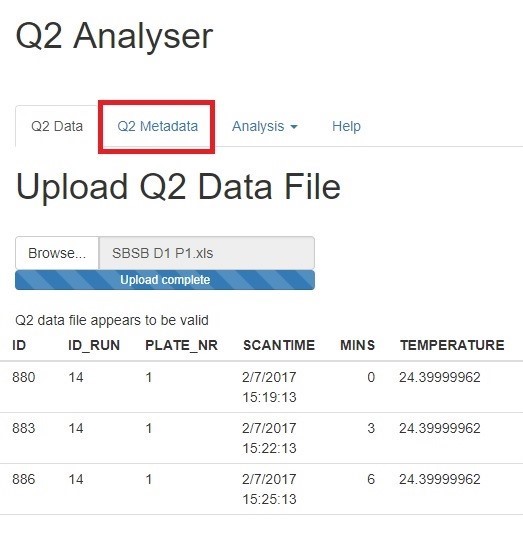 Q2 Analyser
Q2 Data Q2 Metadata Analysis Help
Upload Q2 Data File
Browse... SBSB D1 P1.xls
Upload complete
Q2 data file appears to be valid
ID ID_RUN PLATE_NR SCANTIME MINS TEMPERATURE
880 14 1 2/7/2017 0 24.39999962
15:19:13
883 14 1 2/7/2017 3 24.39999962
15:22:13
886 14 1 2/7/2017 6 24.39999962
15:25:13